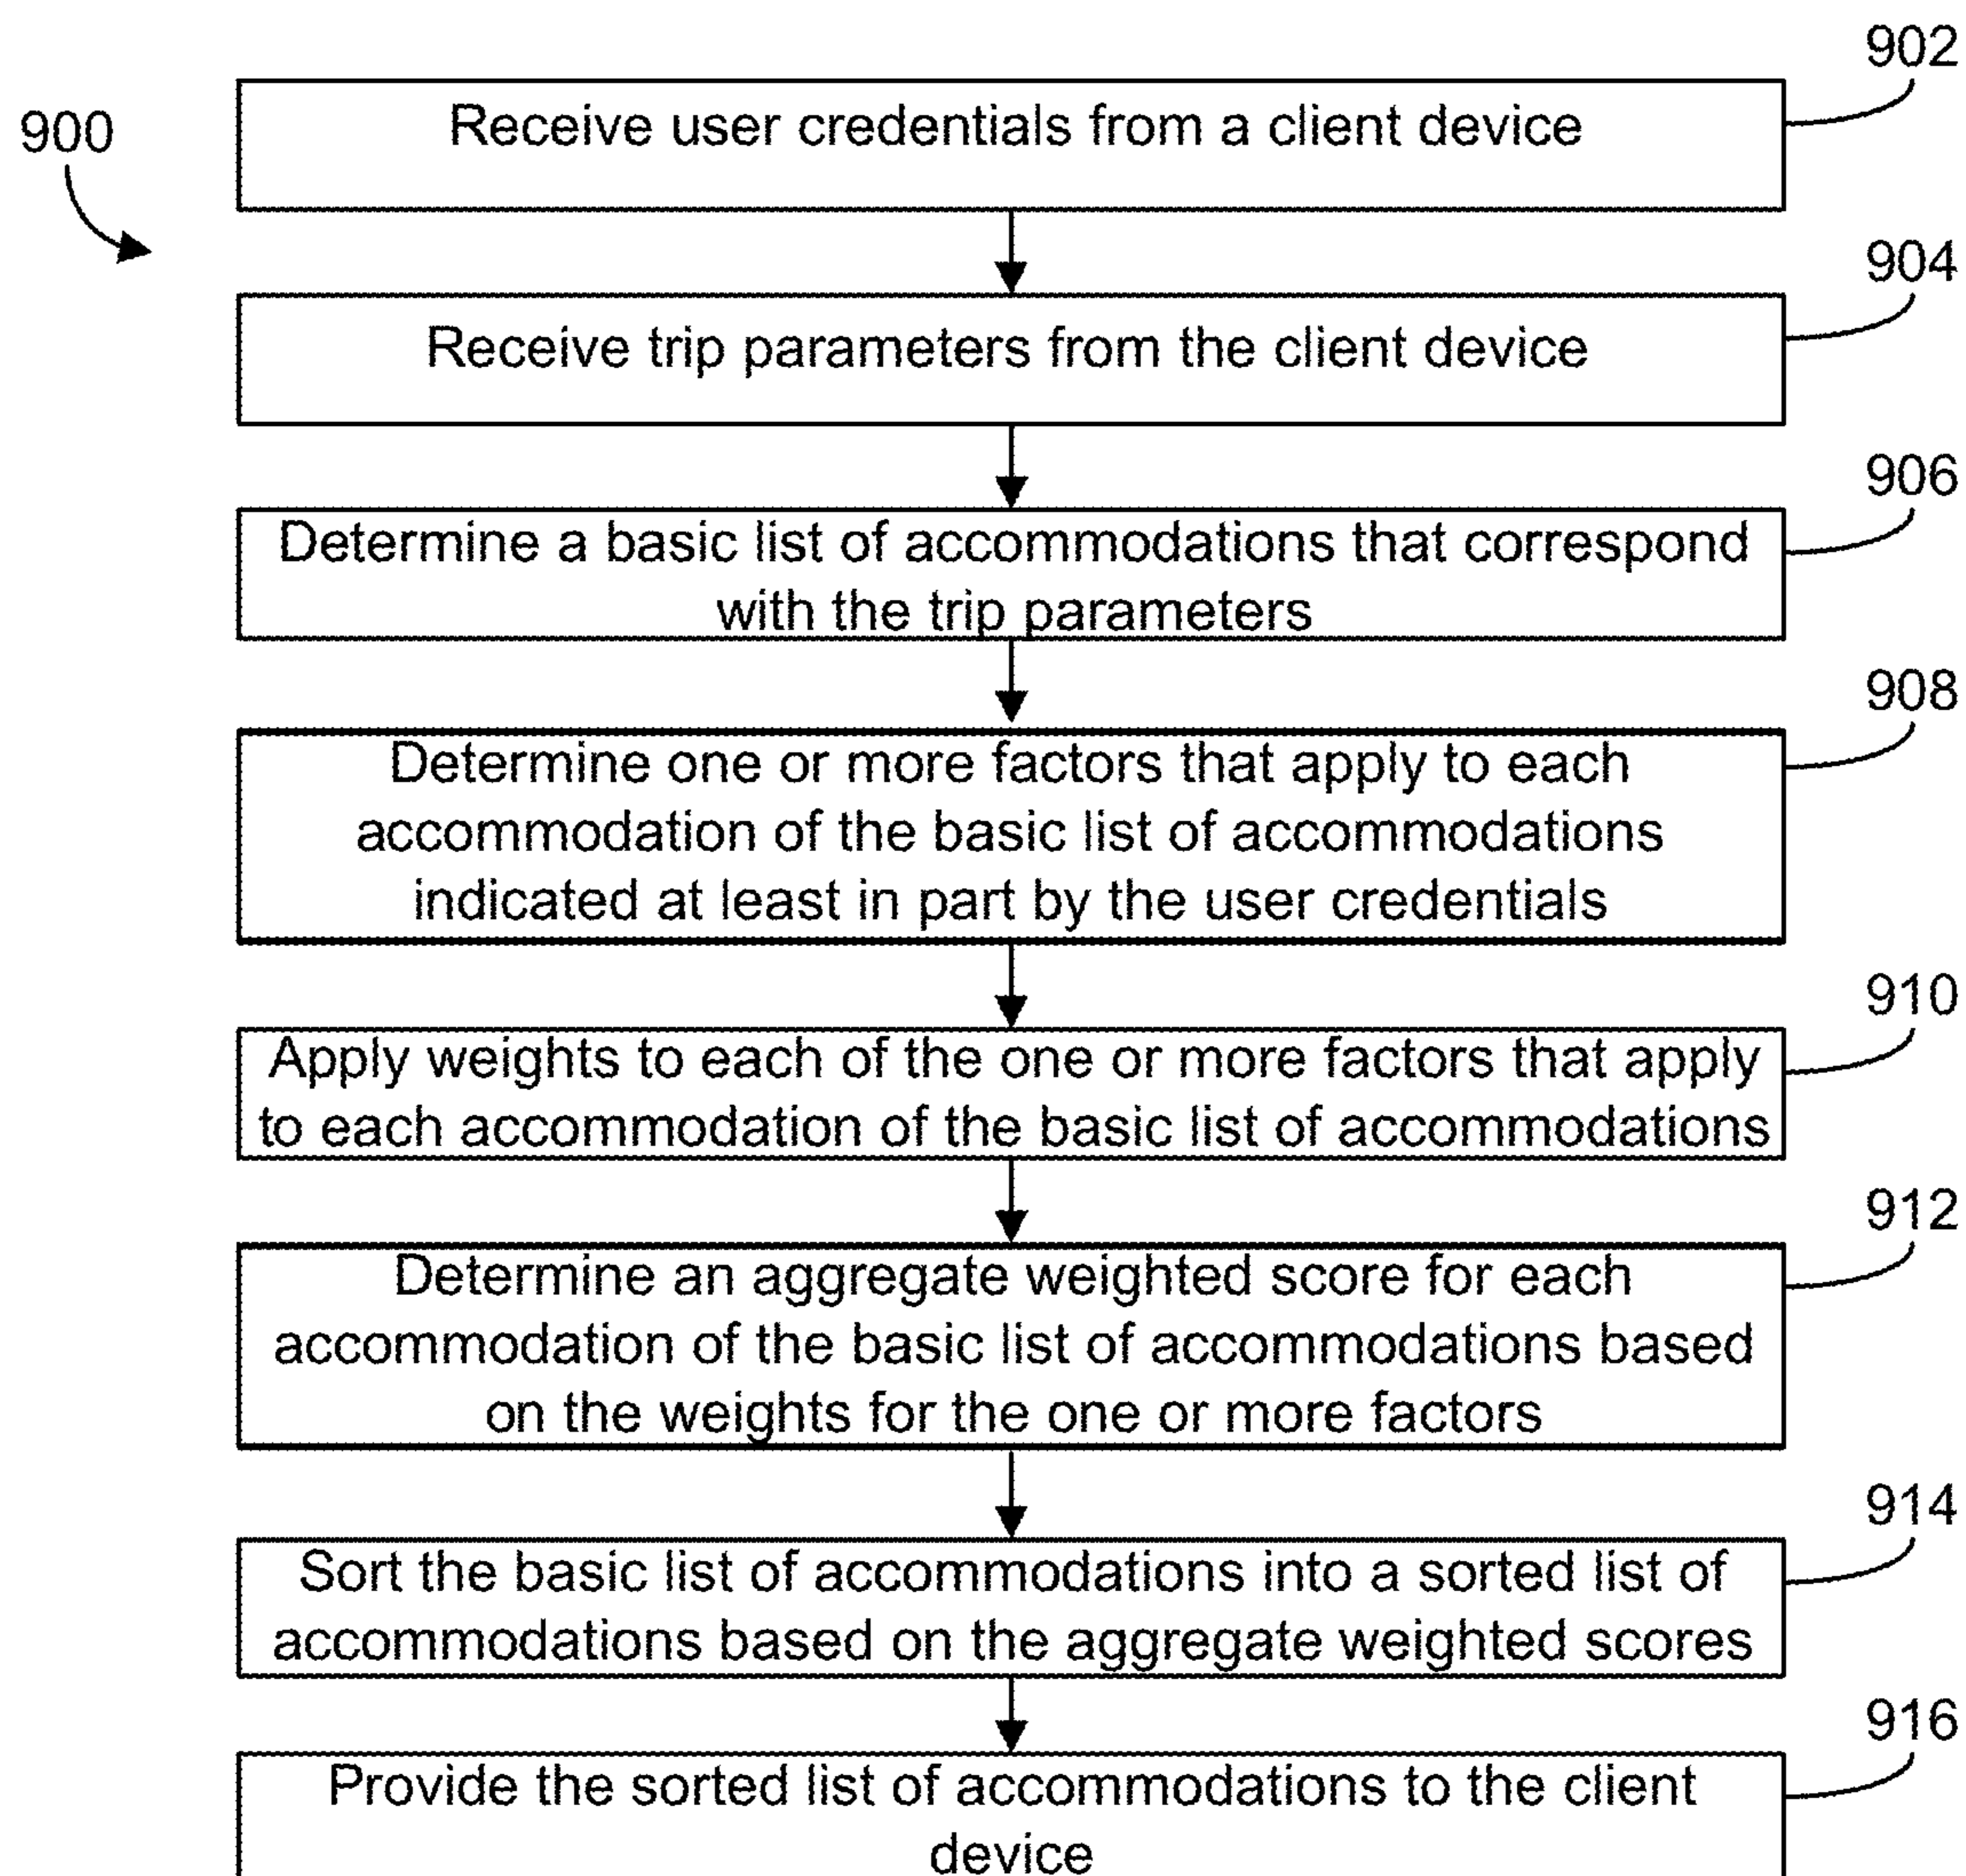 902
900
Receive user credentials from a client device
904
Receive trip parameters from the client device
906
Determine a basic list of accommodations that correspond
with the trip parameters
908
Determine one or more factors that apply to each
accommodation of the basic list of accommodations
indicated at least in part by the user credentials
910
Apply weights to each of the one or more factors that apply
to each accommodation of the basic list of accommodations
912
Determine an aggregate weighted score for each
accommodation of the basic list of accommodations based
on the weights for the one or more factors
914
Sort the basic list of accommodations into a sorted list of
accommodations based on the aggregate weighted scores
916
Provide the sorted list of accommodations to the client
device